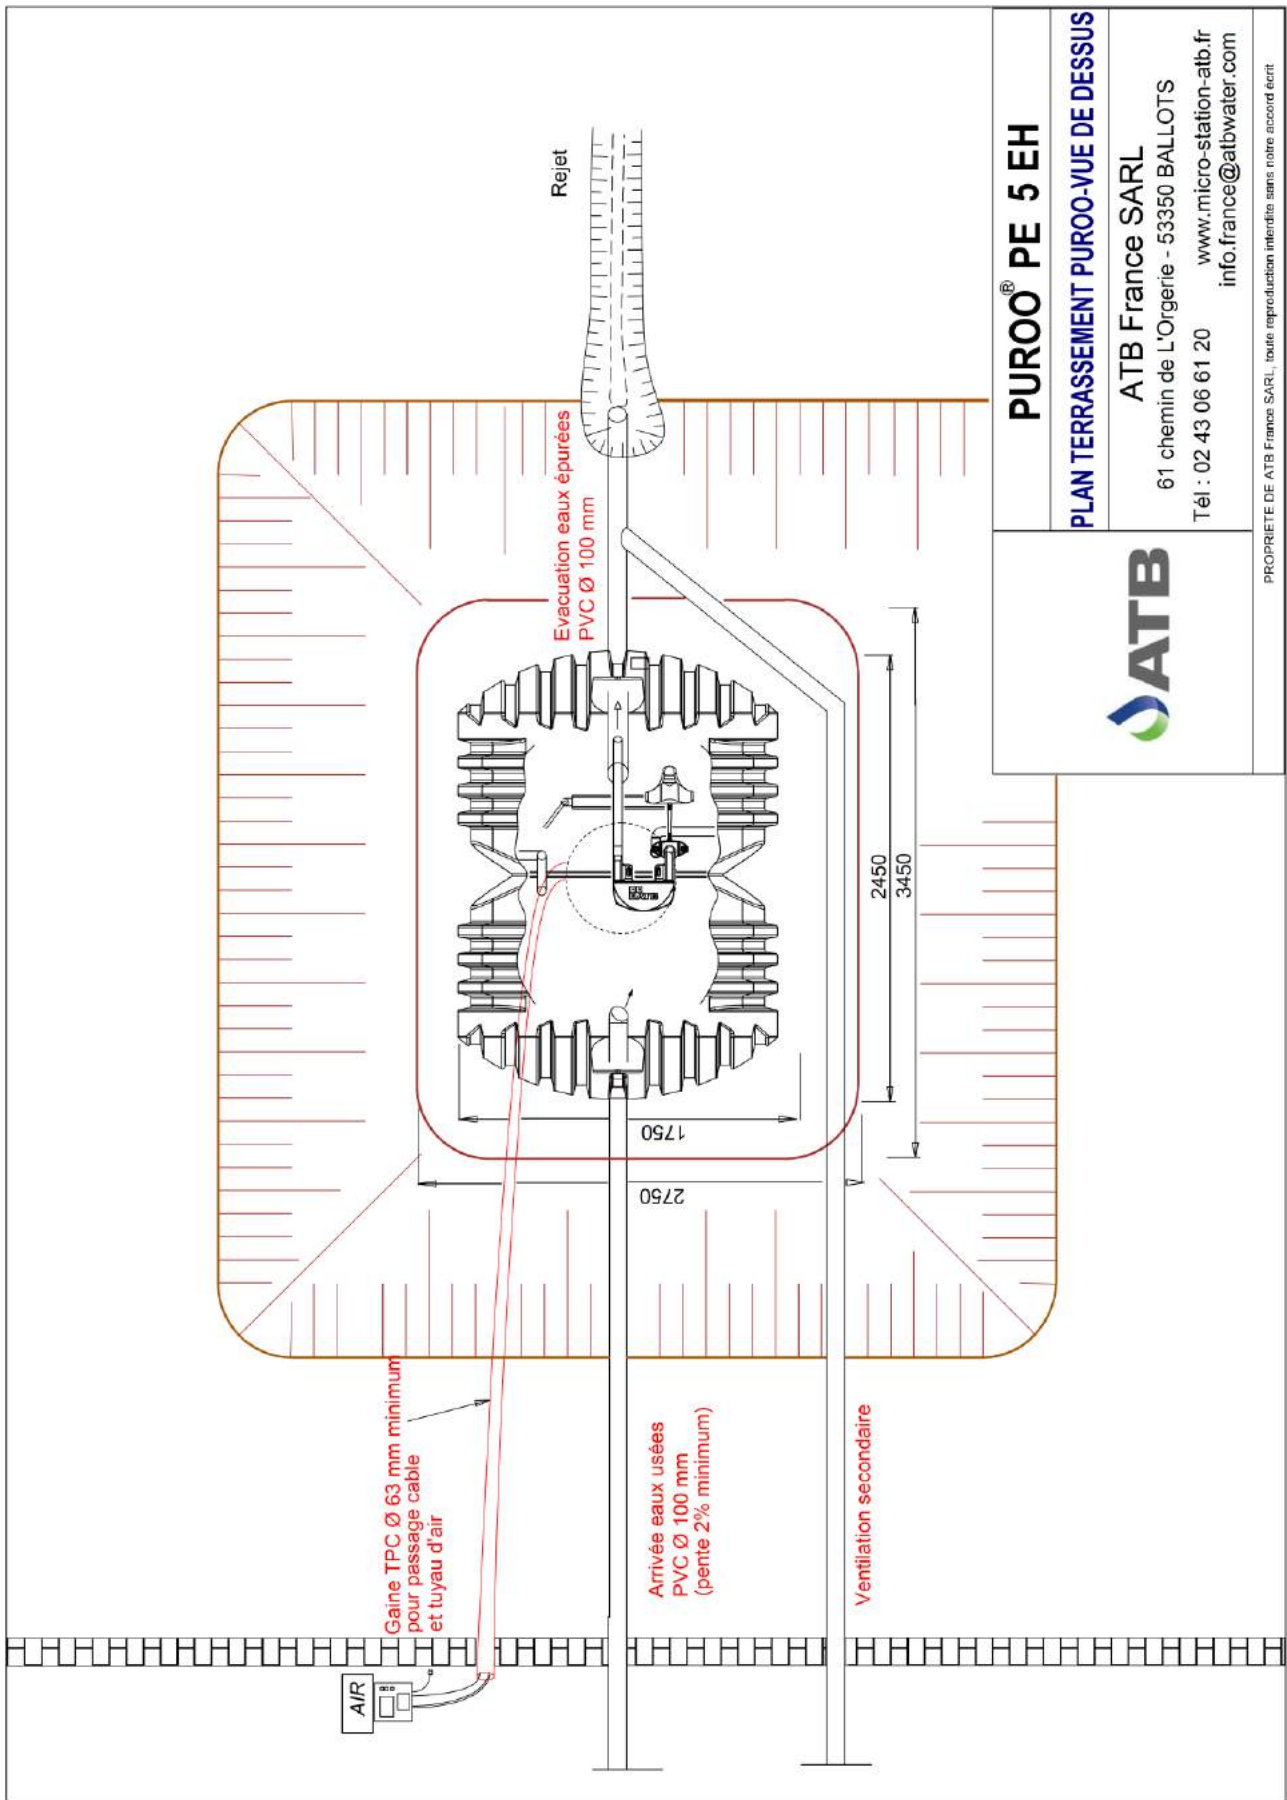 AIR
Gaine TPC Ø 63 mm minimum
pour passage cable
et tuyau d'air
Arrivée eaux usées
PVC Ø 100 mm
(pente 2% minimum)
Ventilation secondaire
2750
1750
2450
3450
Evacuation eaux épurées
PVC Ø 100 mm
Rejet
ATB
PUROO® PE 5 EH
PLAN TERRASSEMENT PUROO-VUE DE DESSUS
ATB France SARL
61 chemin de L'Orgerie - 53350 BALLOTS
Tél : 02 43 06 61 20 www.micro-station-atb.fr
info.france@atbwater.com
PROPRIETE DE ATB France SARL, toute reproduction interdite sans notre accord écrit